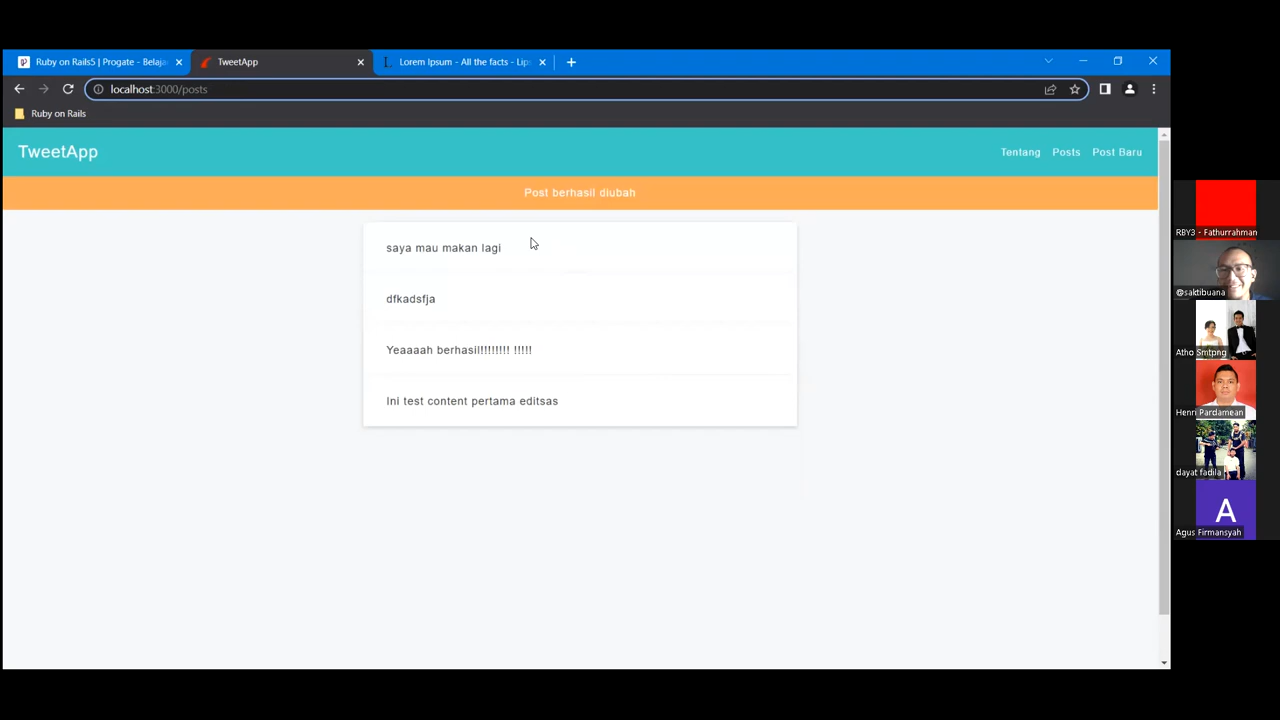 Ruby on Rails5 | Progate - Belaja
TweetApp
Lorem Ipsum - All the facts - Lips
localhost:3000/posts
Ruby on Rails
TweetApp
Tentang Posts Post Baru
Post berhasil diubah
saya mau makan lagi
dfkadsfja
Yeaaaah berhasil!!!!!!!! !!!!!
Ini test content pertama editsas
RBY3 - Fathurrahman
@saktibuana
Atho Smtpng
Henri Pardamean
dayat fadila
A
Agus Firmansyah